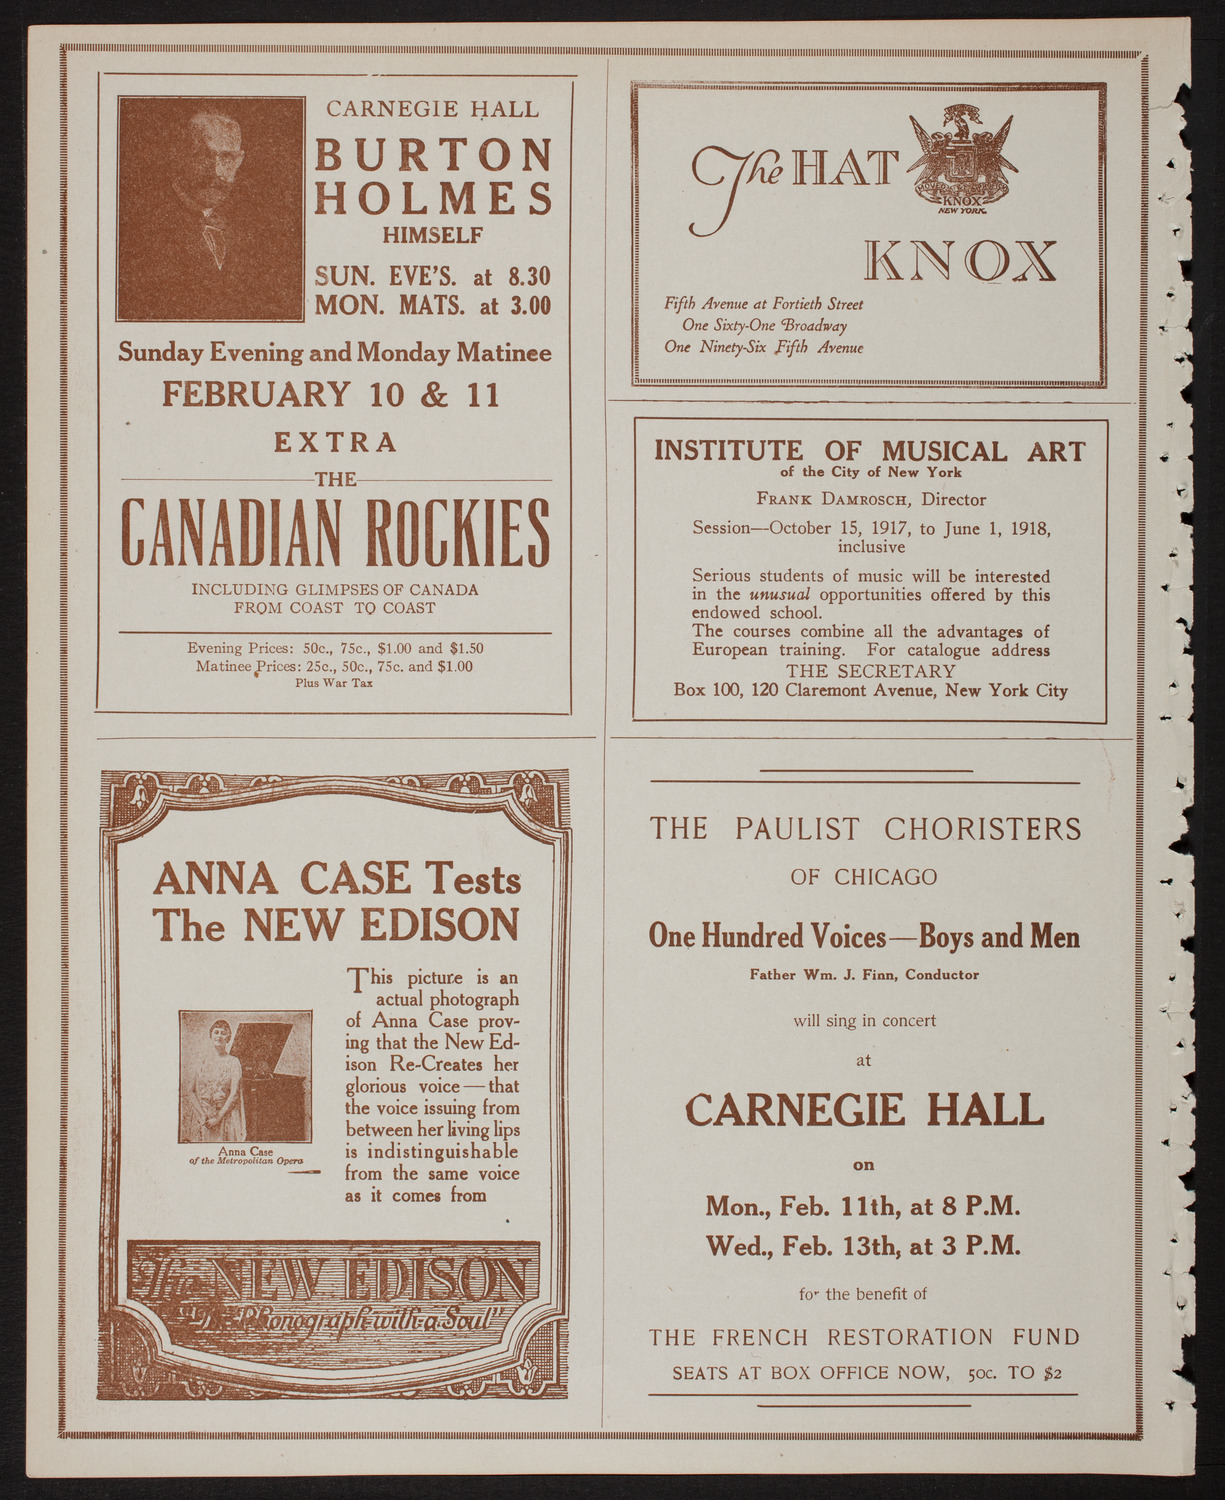 CARNEGIE HALL
BURTON
HOLMES
HIMSELF
SUN. EVE'S. at 8.30
MON. MATS. at 3.00
Sunday Evening and Monday Matinee
FEBRUARY 10 & 11
EXTRA
THE
CANADIAN ROCKIES
INCLUDING GLIMPSES OF CANADA
FROM COAST TO COAST
Evening Prices: 50c., 75c., $1.00 and $1.50
Matinee Prices: 25c., 50c., 75c. and $1.00
Plus War Tax
The HAT
KNOX
NEW YORK.
KNOX
Fifth Avenue at Fortieth Street
One Sixty-One Broadway
One Ninety-Six Fifth Avenue
INSTITUTE OF MUSICAL ART
of the City of New York
FRANK DAMROSCH, Director
Session—October 15, 1917, to June 1, 1918,
inclusive
Serious students of music will be interested
in the unusual opportunities offered by this
endowed school.
The courses combine all the advantages of
European training. For catalogue address
THE SECRETARY
Box 100, 120 Claremont Avenue, New York City
ANNA CASE Tests
The NEW EDISON
This picture is an
actual photograph
of Anna Case prov-
ing that the New Ed-
ison Re-Creates her
glorious voice—that
the voice issuing from
between her living lips
is indistinguishable
from the same voice
as it comes from
Anna Case
of the Metropolitan Opera
The NEW EDISON
"The Phonograph with a Soul"
THE PAULIST CHORISTERS
OF CHICAGO
One Hundred Voices—Boys and Men
Father Wm. J. Finn, Conductor
will sing in concert
at
CARNEGIE HALL
on
Mon., Feb. 11th, at 8 P.M.
Wed., Feb. 13th, at 3 P.M.
for the benefit of
THE FRENCH RESTORATION FUND
SEATS AT BOX OFFICE NOW, 50c. TO $2